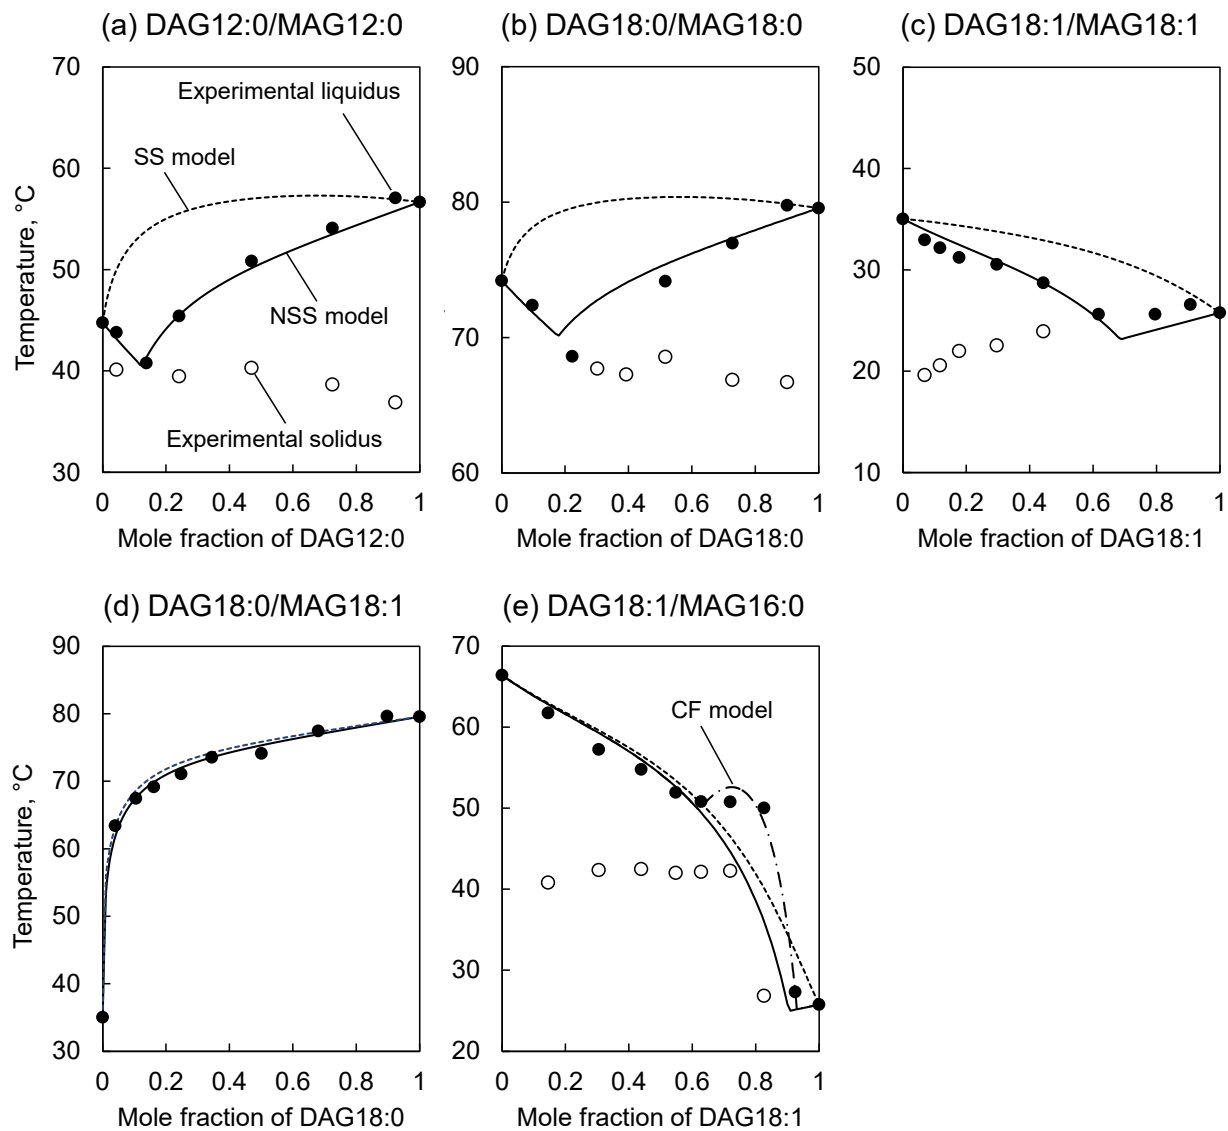 (a) DAG12:0/MAG12:0
(b) DAG18:0/MAG18:0
(c) DAG18:1/MAG18:1
70
60
50
40
30
Temperature, °C
Experimental liquidus
SS model
NSS model
Experimental solidus
0 0.2 0.4 0.6 0.8 1
Mole fraction of DAG12:0
90
80
70
60
0 0.2 0.4 0.6 0.8 1
Mole fraction of DAG18:0
50
40
30
20
10
0 0.2 0.4 0.6 0.8 1
Mole fraction of DAG18:1
(d) DAG18:0/MAG18:1
(e) DAG18:1/MAG16:0
90
80
70
60
50
40
30
Temperature, °C
0 0.2 0.4 0.6 0.8 1
Mole fraction of DAG18:0
70
60
50
40
30
20
CF model
0 0.2 0.4 0.6 0.8 1
Mole fraction of DAG18:1